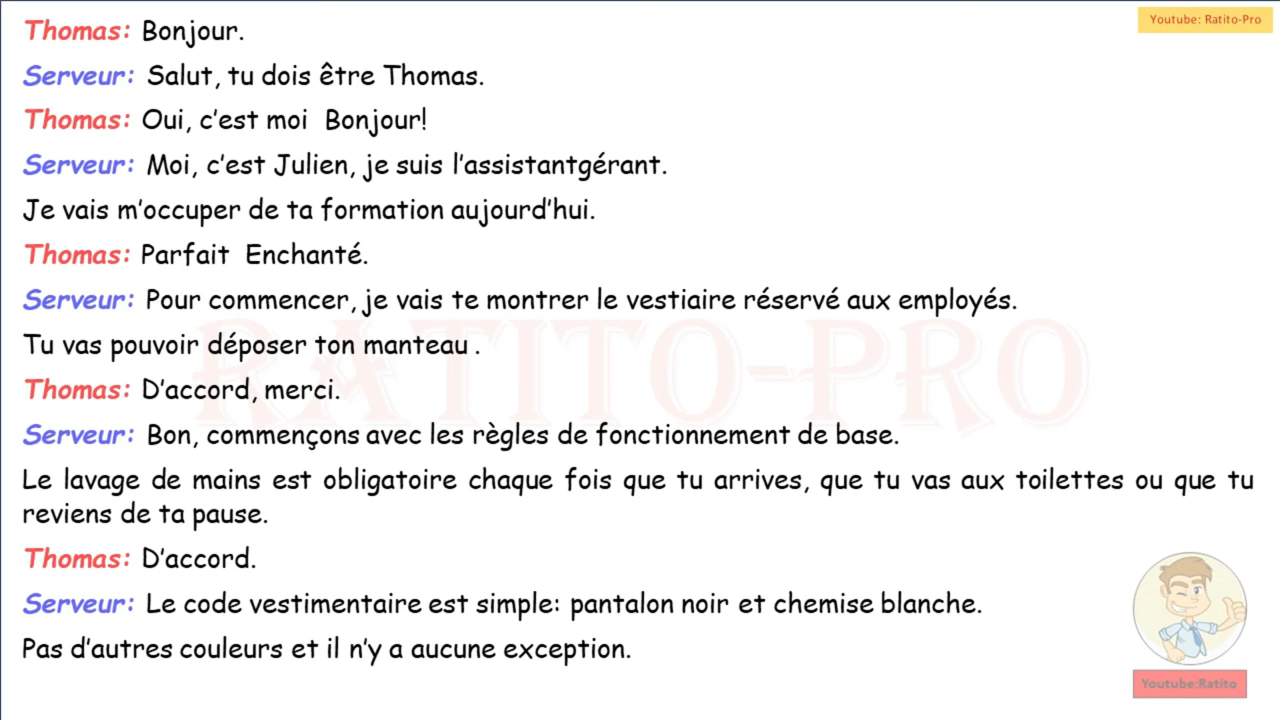 Youtube: Ratito-Pro
Thomas: Bonjour.
Serveur: Salut, tu dois être Thomas.
Thomas: Oui, c'est moi  Bonjour!
Serveur: Moi, c'est Julien, je suis l'assistantgérant.
Je vais m'occuper de ta formation aujourd'hui.
Thomas: Parfait  Enchanté.
Serveur: Pour commencer, je vais te montrer le vestiaire réservé aux employés.
Tu vas pouvoir déposer ton manteau .
RATITO-PRO
Thomas: D'accord, merci.
Serveur: Bon, commençons avec les règles de fonctionnement de base.
Le lavage de mains est obligatoire chaque fois que tu arrives, que tu vas aux toilettes ou que tu
reviens de ta pause.
Thomas: D'accord.
Serveur: Le code vestimentaire est simple: pantalon noir et chemise blanche.
Pas d'autres couleurs et il n'y a aucune exception.
Youtube:Ratito